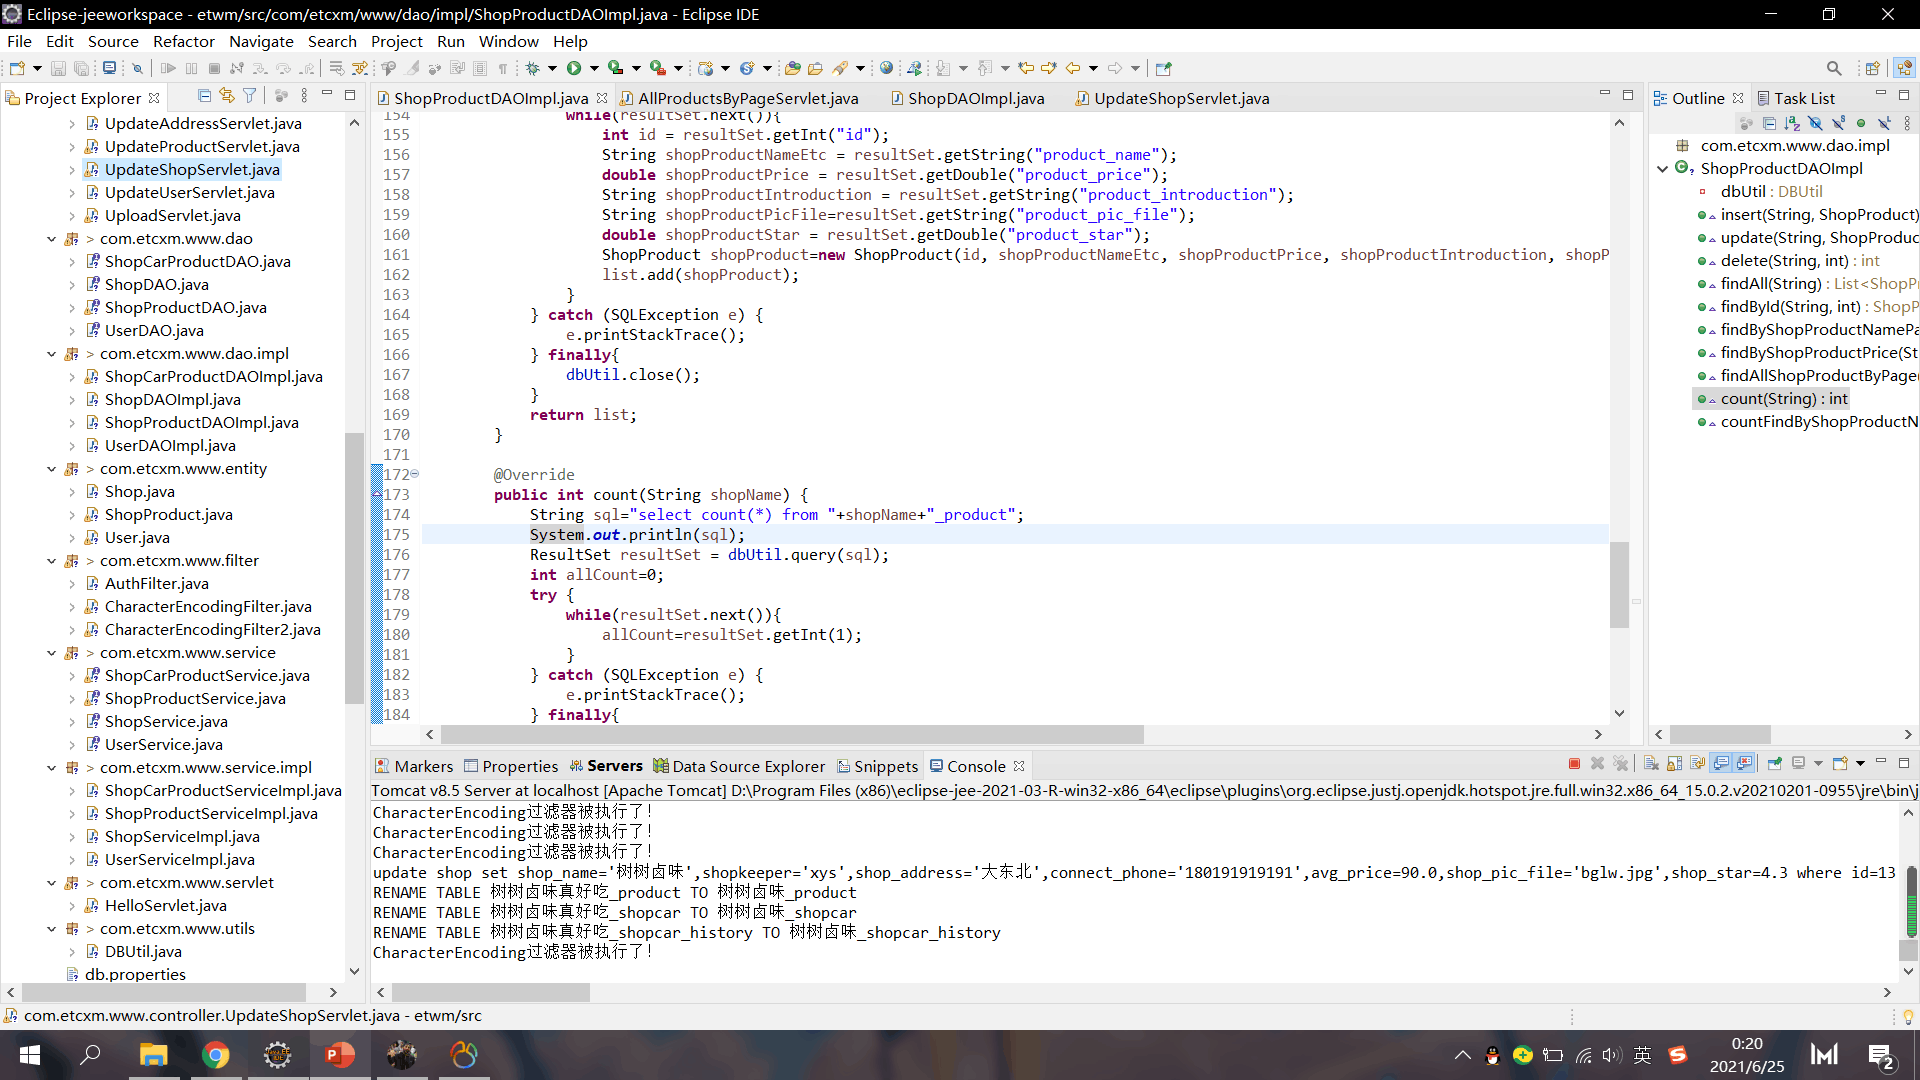 Eclipse-jeeworkspace - etwm/src/com/etcxm/www/dao/impl/ShopProductDAOImpl.java - Eclipse IDE
File Edit Source Refactor Navigate Search Project Run Window Help
Project Explorer
UpdateAddressServlet.java
UpdateProductServlet.java
UpdateShopServlet.java
UpdateUserServlet.java
UploadServlet.java
> com.etcxm.www.dao
ShopCarProductDAO.java
ShopDAO.java
ShopProductDAO.java
UserDAO.java
> com.etcxm.www.dao.impl
ShopCarProductDAOImpl.java
ShopDAOImpl.java
ShopProductDAOImpl.java
UserDAOImpl.java
> com.etcxm.www.entity
Shop.java
ShopProduct.java
User.java
> com.etcxm.www.filter
AuthFilter.java
CharacterEncodingFilter.java
CharacterEncodingFilter2.java
> com.etcxm.www.service
ShopCarProductService.java
ShopProductService.java
ShopService.java
UserService.java
> com.etcxm.www.service.impl
ShopCarProductServiceImpl.java
ShopProductServiceImpl.java
ShopServiceImpl.java
UserServiceImpl.java
> com.etcxm.www.servlet
HelloServlet.java
> com.etcxm.www.utils
DBUtil.java
db.properties
ShopProductDAOImpl.java AllProductsByPageServlet.java ShopDAOImpl.java UpdateShopServlet.java
154 while(resultSet.next()){
155 int id = resultSet.getInt("id");
156 String shopProductNameEtc = resultSet.getString("product_name");
157 double shopProductPrice = resultSet.getDouble("product_price");
158 String shopProductIntroduction = resultSet.getString("product_introduction");
159 String shopProductPicFile=resultSet.getString("product_pic_file");
160 double shopProductStar = resultSet.getDouble("product_star");
161 ShopProduct shopProduct=new ShopProduct(id, shopProductNameEtc, shopProductPrice, shopProductIntroduction, shopP
162 list.add(shopProduct);
163 }
164 } catch (SQLException e) {
165 e.printStackTrace();
166 } finally{
167 dbUtil.close();
168 }
169 return list;
170 }
171
172 @Override
173 public int count(String shopName) {
174 String sql="select count(*) from "+shopName+"_product";
175 System.out.println(sql);
176 ResultSet resultSet = dbUtil.query(sql);
177 int allCount=0;
178 try {
179 while(resultSet.next()){
180 allCount=resultSet.getInt(1);
181 }
182 } catch (SQLException e) {
183 e.printStackTrace();
184 } finally{
Outline Task List
com.etcxm.www.dao.impl
ShopProductDAOImpl
dbUtil : DBUtil
insert(String, ShopProduct)
update(String, ShopProduc
delete(String, int) : int
findAll(String) : List<ShopPr
findById(String, int) : ShopP
findByShopProductNamePa
findByShopProductPrice(St
findAllShopProductByPage(
count(String) : int
countFindByShopProductN
Markers Properties Servers Data Source Explorer Snippets Console
Tomcat v8.5 Server at localhost [Apache Tomcat] D:\Program Files (x86)\eclipse-jee-2021-03-R-win32-x86_64\eclipse\plugins\org.eclipse.justj.openjdk.hotspot.jre.full.win32.x86_64_15.0.2.v20210201-0955\jre\bin\j
CharacterEncoding过滤器被执行了!
CharacterEncoding过滤器被执行了!
CharacterEncoding过滤器被执行了!
update shop set shop_name='树树卤味',shopkeeper='xys',shop_address='大东北',connect_phone='180191919191',avg_price=90.0,shop_pic_file='bglw.jpg',shop_star=4.3 where id=13
RENAME TABLE 树树卤味真好吃_product TO 树树卤味_product
RENAME TABLE 树树卤味真好吃_shopcar TO 树树卤味_shopcar
RENAME TABLE 树树卤味真好吃_shopcar_history TO 树树卤味_shopcar_history
CharacterEncoding过滤器被执行了!
com.etcxm.www.controller.UpdateShopServlet.java - etwm/src
英
0:20
2021/6/25
2